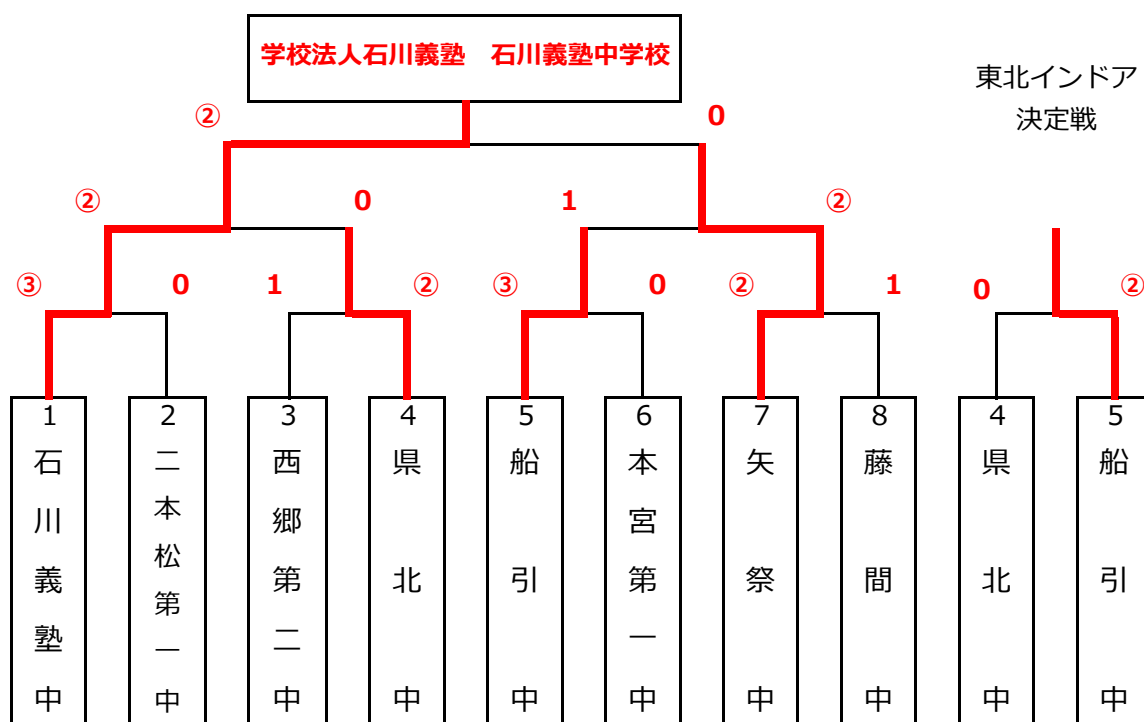 学校法人石川義塾 石川義塾中学校
東北インドア
決定戦
② 0
② 0 1 ②
③ 0 1 ② ③ 0 ② 1 0 ②
1 2 3 4 5 6 7 8 4 5
石川義塾中
二本松第一中
西郷第二中
県北中
船引中
本宮第一中
矢祭中
藤間中
県北中
船引中